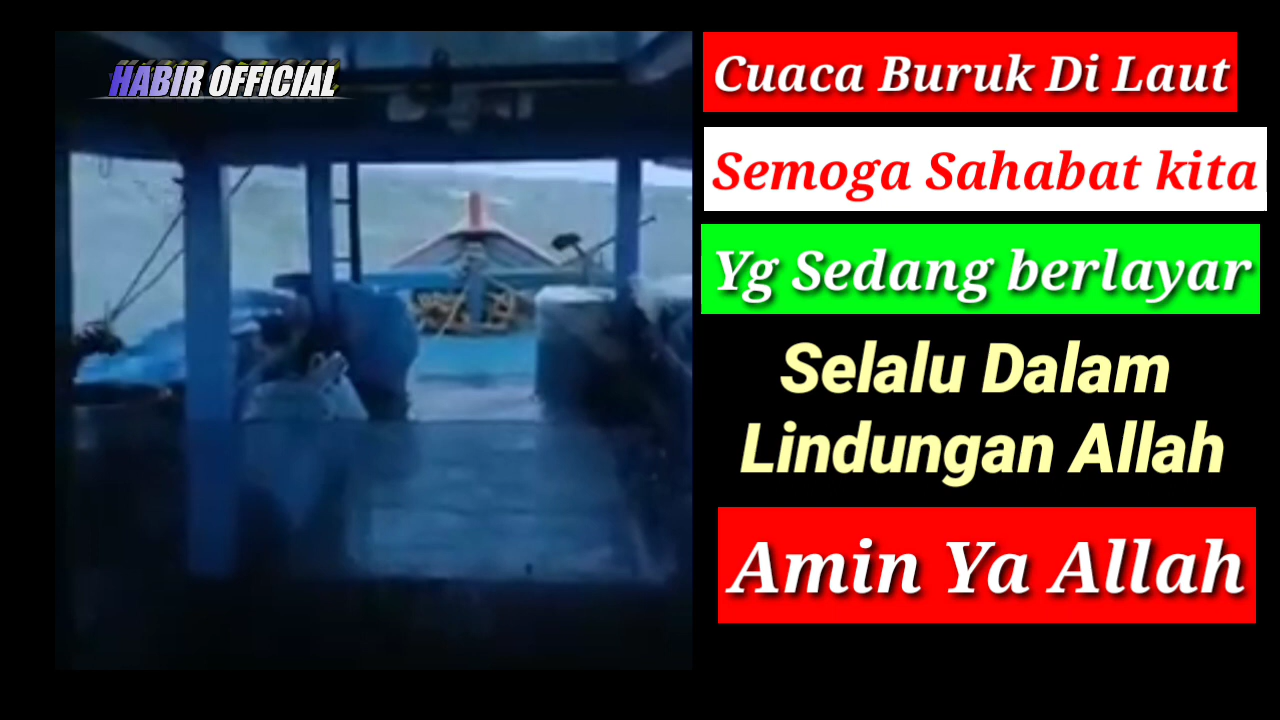 HABIR OFFICIAL
Cuaca Buruk Di Laut
Semoga Sahabat kita
Yg Sedang berlayar
Selalu Dalam
Lindungan Allah
Amin Ya Allah